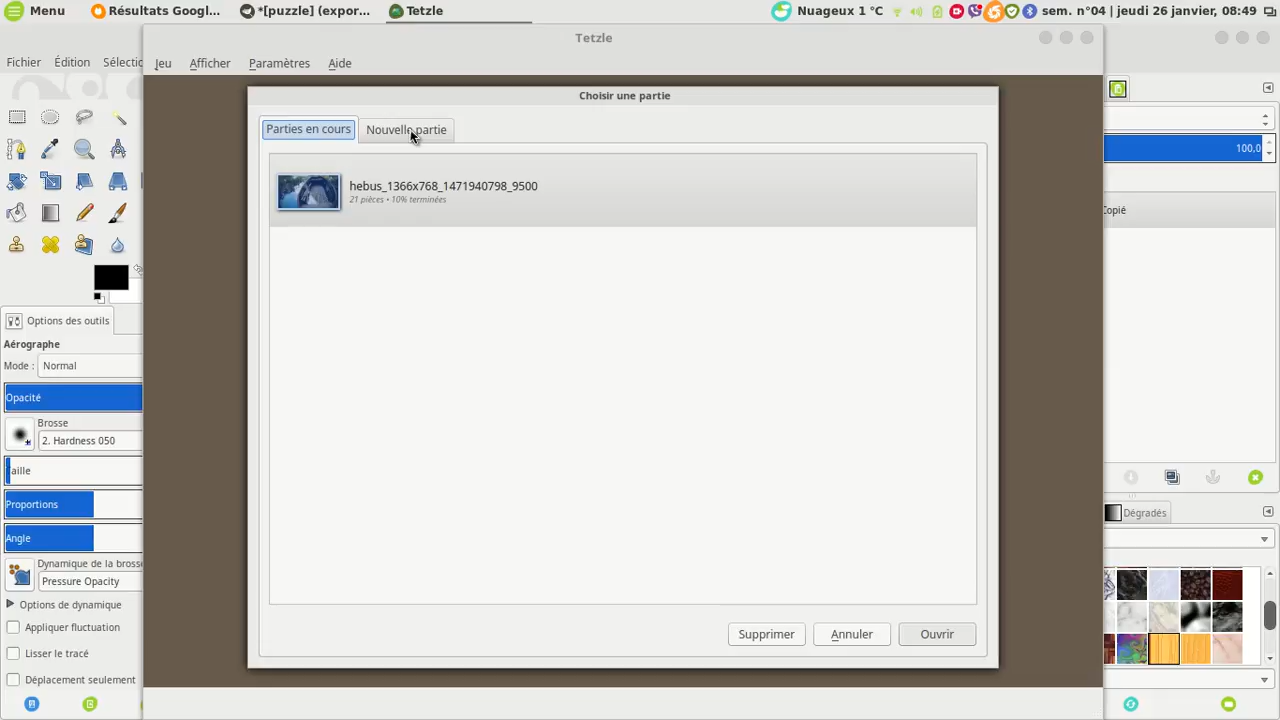 Menu
Résultats Googl...
*[puzzle] (expor...
Tetzle
Nuageux 1 °C
sem. n°04 | jeudi 26 janvier, 08:49
Tetzle
Fichier Édition Sélectio
Jeu Afficher Paramètres Aide
Choisir une partie
Parties en cours
Nouvelle partie
100,0
hebus_1366x768_1471940798_9500
21 pièces • 10% terminées
Copié
Options des outils
Aérographe
Mode : Normal
Opacité
Brosse
2. Hardness 050
aille
Proportions
Angle
Dégradés
Dynamique de la brosse
Pressure Opacity
Options de dynamique
Appliquer fluctuation
Lisser le tracé
Déplacement seulement
Supprimer
Annuler
Ouvrir